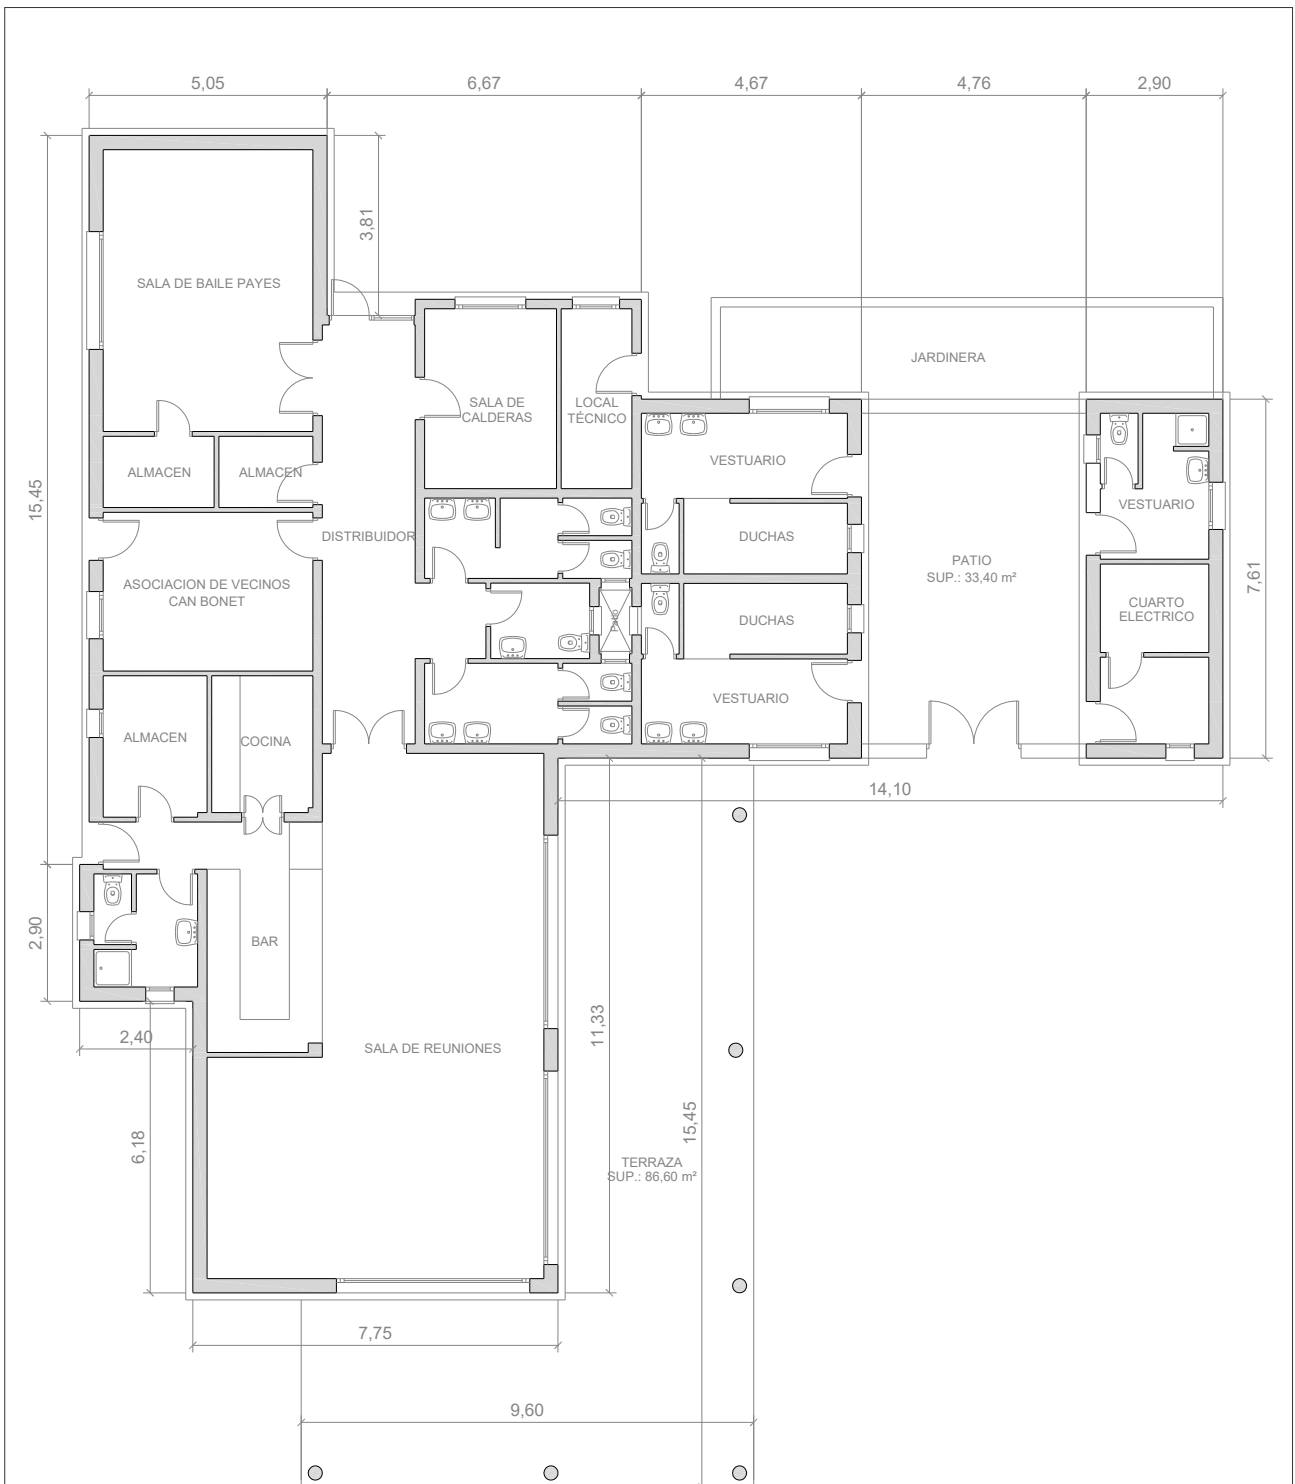 5,05
6,67
4,67
4,76
2,90
3,81
SALA DE BAILE PAYES
JARDINERA
SALA DE
CALDERAS
LOCAL
TÉCNICO
ALMACEN
ALMACEN
VESTUARIO
VESTUARIO
15,45
DISTRIBUIDOR
DUCHAS
PATIO
SUP.: 33,40 m²
7,61
ASOCIACION DE VECINOS
CAN BONET
Patio
DUCHAS
CUARTO
ELECTRICO
VESTUARIO
ALMACEN
COCINA
14,10
2,90
BAR
2,40
SALA DE REUNIONES
11,33
6,18
15,45
TERRAZA
SUP.: 86,60 m²
7,75
9,60